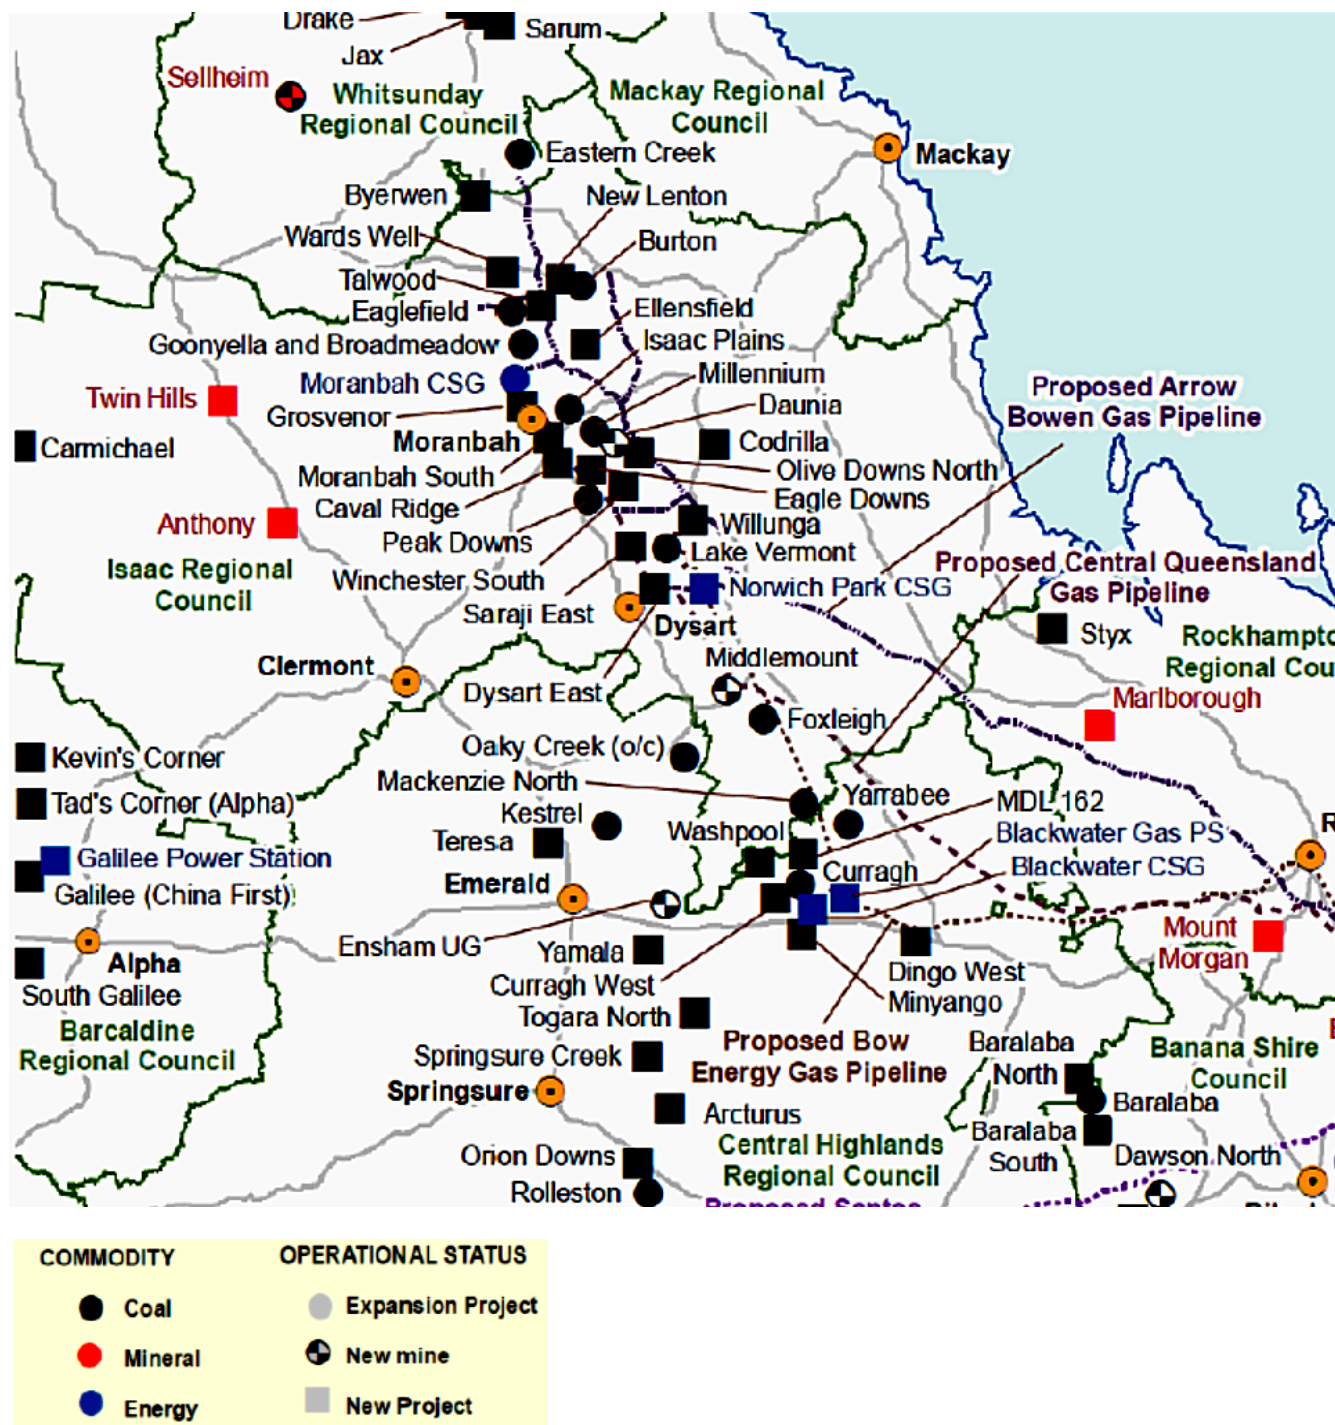 Drake
Sarum
Jax
Sellheim
Whitsunday
Regional Council
Mackay Regional
Council
Mackay
Eastern Creek
Byerwen
New Lenton
Wards Well
Burton
Talwood
Eaglefield
Ellensfield
Goonyella and Broadmeadow
Isaac Plains
Moranbah CSG
Millennium
Twin Hills
Grosvenor
Daunia
Proposed Arrow
Bowen Gas Pipeline
Carmichael
Moranbah
Codrilla
Moranbah South
Olive Downs North
Caval Ridge
Eagle Downs
Anthony
Peak Downs
Willunga
Lake Vermont
Isaac Regional
Council
Winchester South
Norwich Park CSG
Proposed Central Queensland
Gas Pipeline
Saraji East
Dysart
Styx
Rockhampto
Regional Cou
Clermont
Middlemount
Dysart East
Marlborough
Foxleigh
Kevin's Corner
Oaky Creek (o/c)
Mackenzie North
Tad's Corner (Alpha)
Kestrel
Yarrabee
MDL 162
Teresa
Washpool
Blackwater Gas PS
R
Galilee Power Station
Curragh
Blackwater CSG
Galilee (China First)
Emerald
Ensham UG
Yamala
Mount
Morgan
Alpha
South Galilee
Curragh West
Dingo West
Minyango
Togara North
Barcaldine
Regional Council
Springsure Creek
Proposed Bow
Energy Gas Pipeline
Baralaba
North
Banana Shire
Council
Springsure
Arcturus
Baralaba
Central Highlands
Regional Council
Baralaba
South
Dawson North
Orion Downs
Rolleston
Proposed Santos
COMMODITY
OPERATIONAL STATUS
Coal
Expansion Project
Mineral
New mine
Energy
New Project